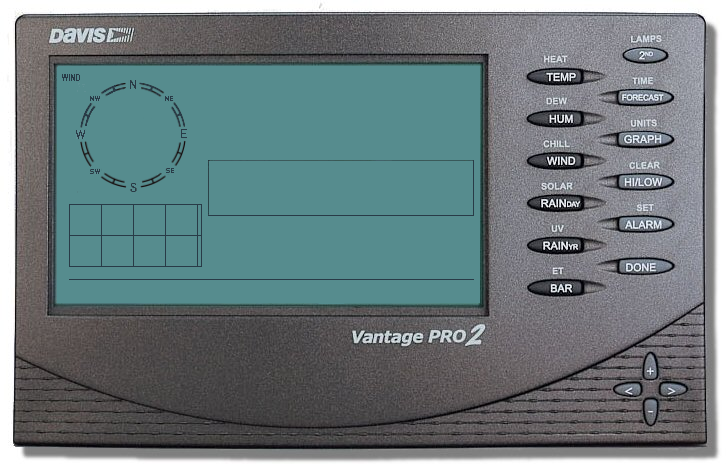 DAVIS
WIND
N
NW NE
W E
SW SE
S
Vantage PRO2
LAMPS
2ND
HEAT
TEMP
TIME
FORECAST
DEW
HUM
UNITS
GRAPH
CHILL
WIND
CLEAR
HI/LOW
SOLAR
RAINDAY
SET
ALARM
UV
RAINYR
DONE
ET
BAR
+
< >
-